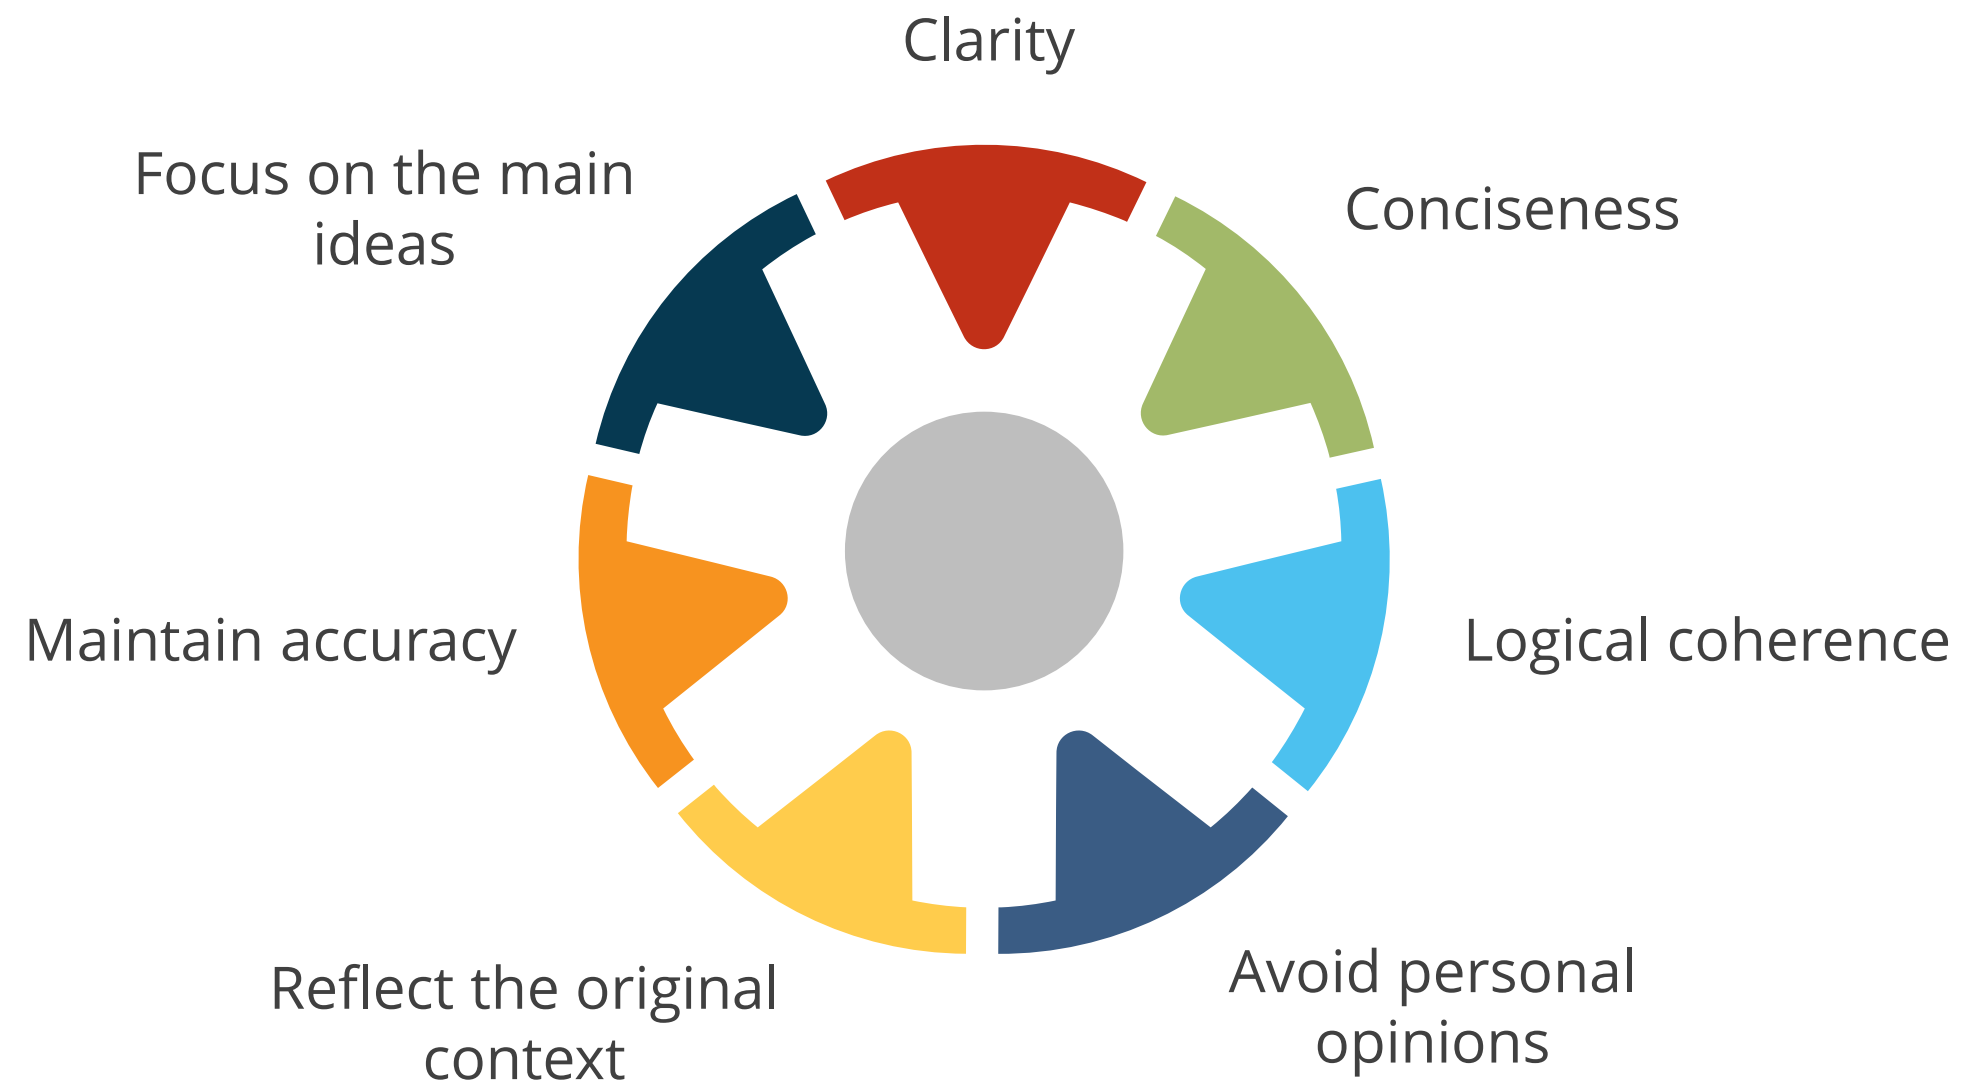 Clarity
Conciseness
Logical coherence
Avoid personal
opinions
Reflect the original
context
Maintain accuracy
Focus on the main
ideas